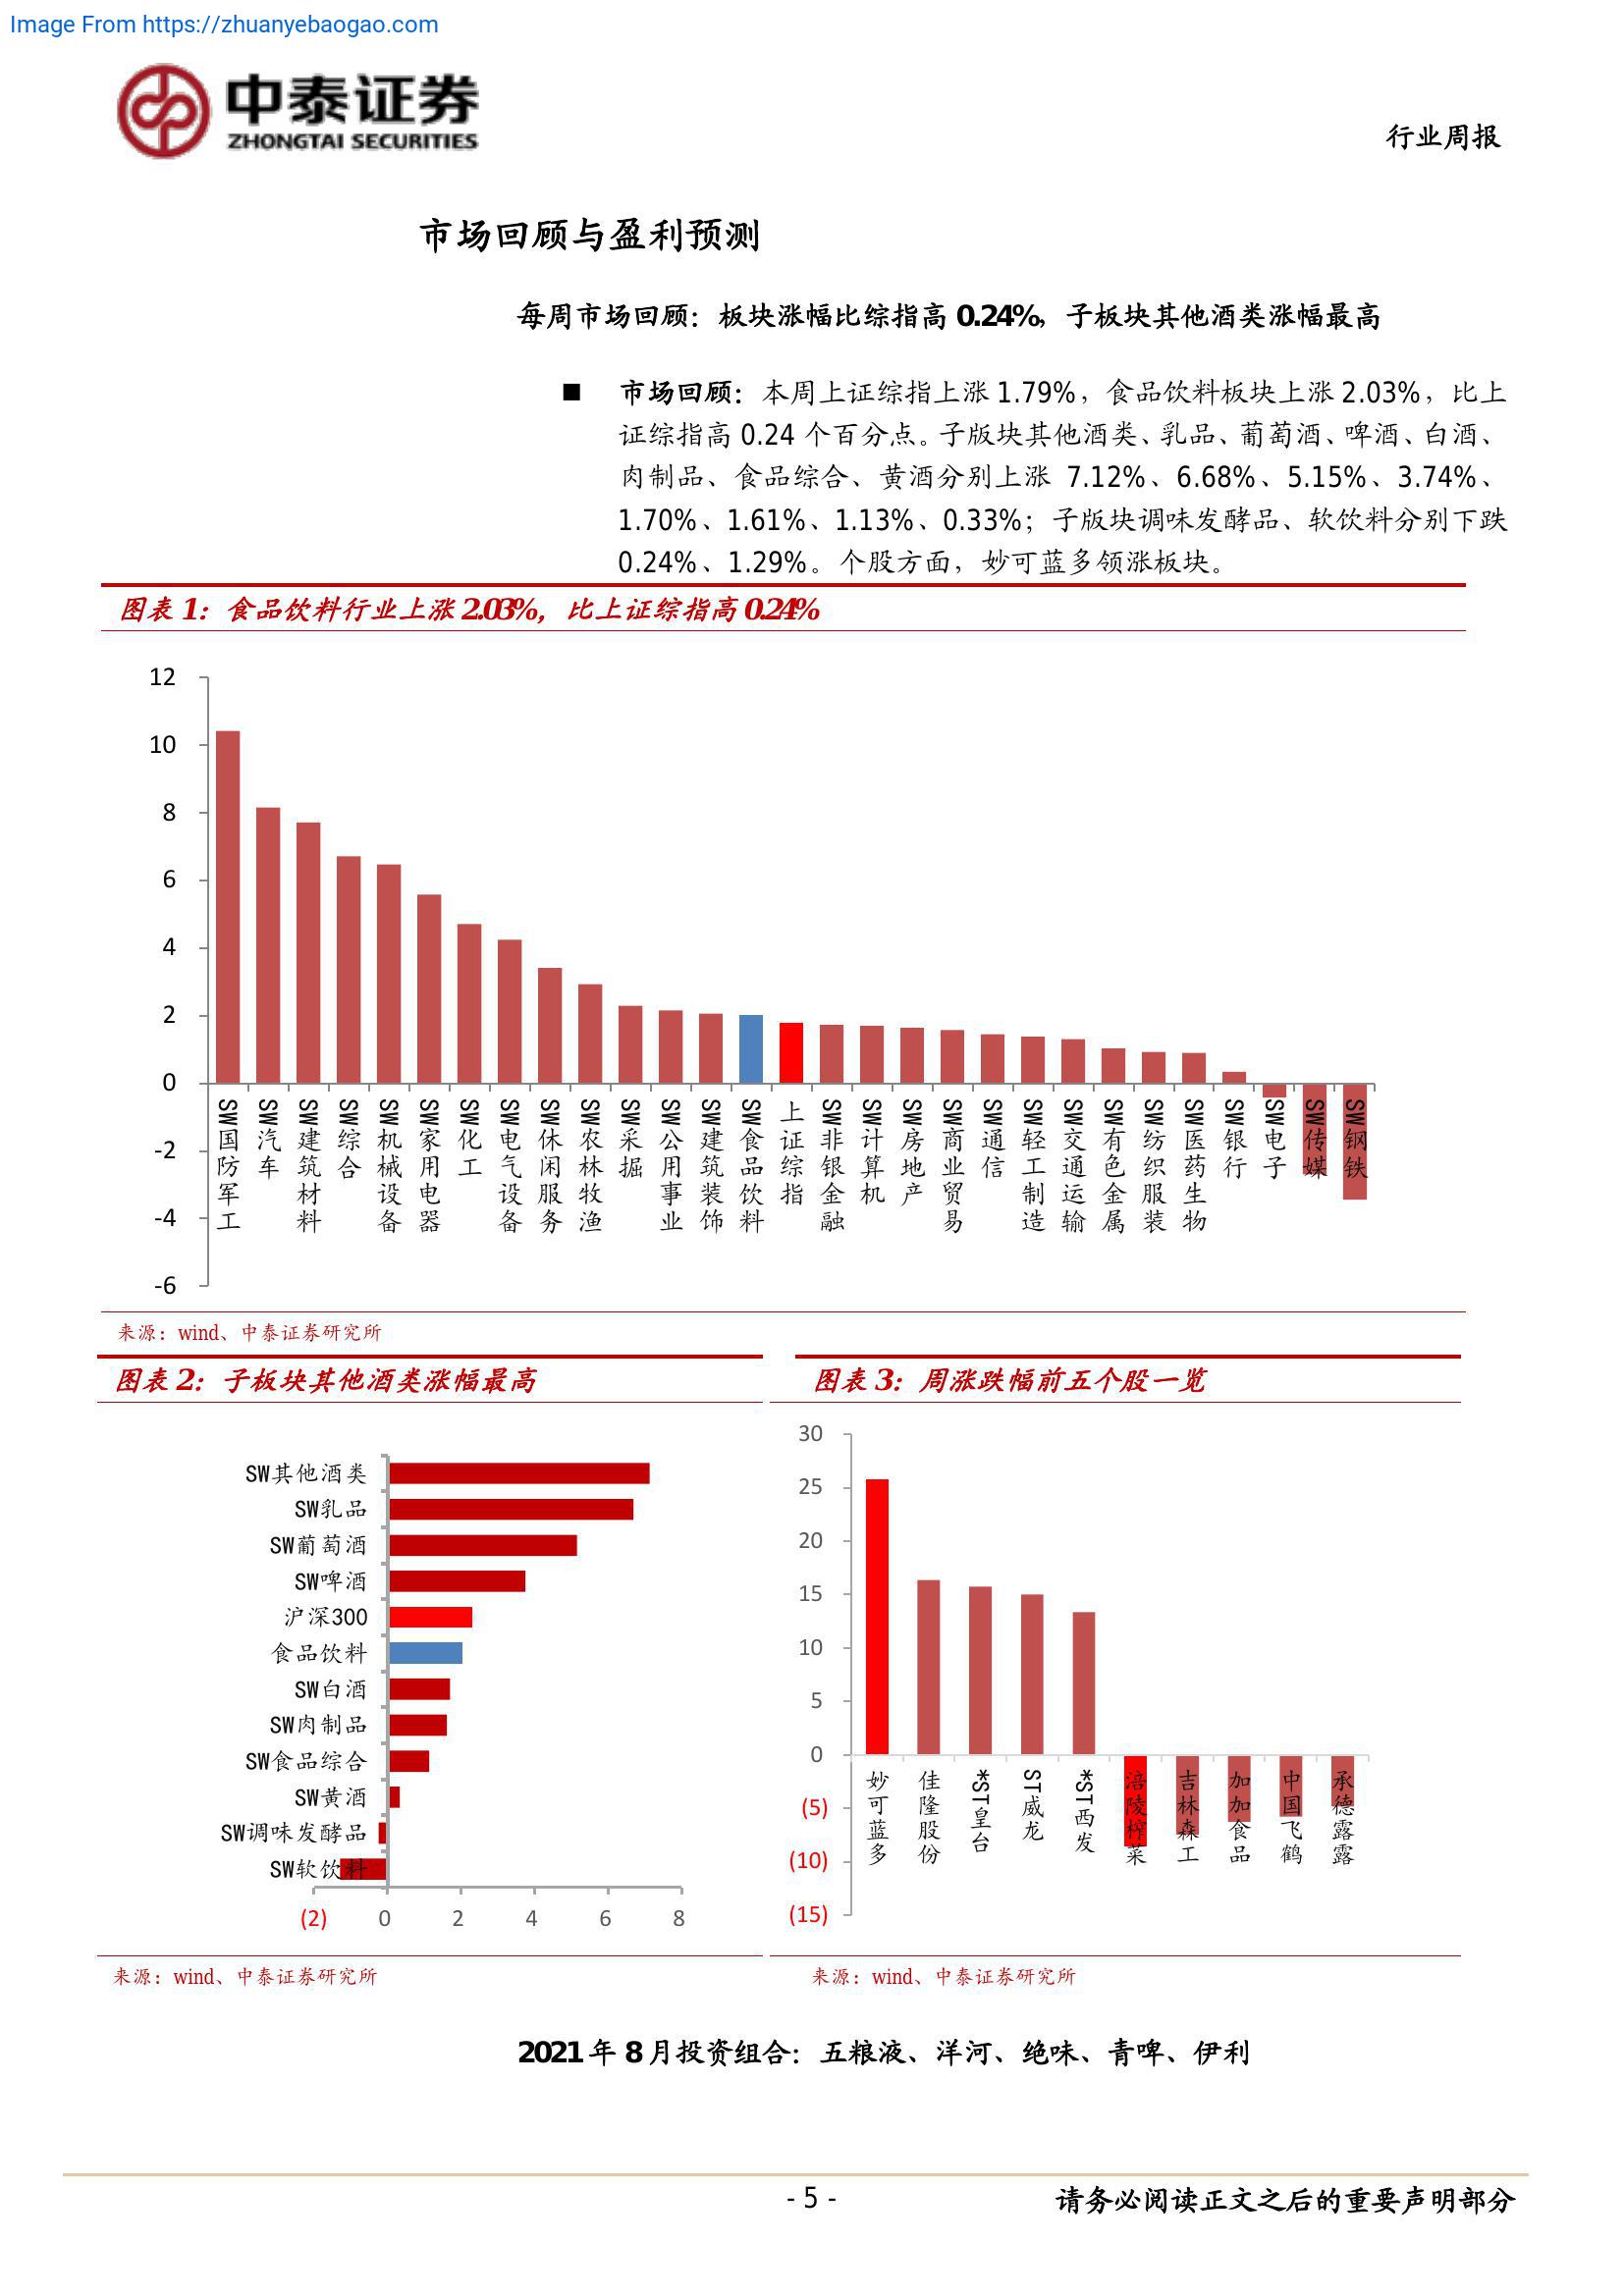 Image From https://zhuanyebaogao.com
中泰证券
ZHONGTAI SECURITIES
行业周报
市场回顾与盈利预测
每周市场回顾：板块涨幅比综指高 0.24%，子板块其他酒类涨幅最高
■ 市场回顾：本周上证综指上涨 1.79%，食品饮料板块上涨 2.03%，比上
证综指高 0.24 个百分点。子版块其他酒类、乳品、葡萄酒、啤酒、白酒、
肉制品、食品综合、黄酒分别上涨 7.12%、6.68%、5.15%、3.74%、
1.70%、1.61%、1.13%、0.33%；子版块调味发酵品、软饮料分别下跌
0.24%、1.29%。个股方面，妙可蓝多领涨板块。
图表 1：食品饮料行业上涨 2.03%，比上证综指高 0.24%
12
10
8
6
4
2
0
-2
-4
-6
SW国防军工
SW汽车
SW建筑材料
SW综合
SW机械设备
SW家用电器
SW化工
SW电气设备
SW休闲服务
SW农林牧渔
SW采掘
SW公用事业
SW建筑装饰
SW食品饮料
上证综指
SW非银金融
SW计算机
SW房地产
SW商业贸易
SW通信
SW轻工制造
SW交通运输
SW有色金属
SW纺织服装
SW医药生物
SW银行
SW电子
SW传媒
SW钢铁
来源：wind、中泰证券研究所
图表 2：子板块其他酒类涨幅最高
SW其他酒类
SW乳品
SW葡萄酒
SW啤酒
沪深300
食品饮料
SW白酒
SW肉制品
SW食品综合
SW黄酒
SW调味发酵品
SW软饮料
(2) 0 2 4 6 8
来源：wind、中泰证券研究所
图表 3：周涨跌幅前五个股一览
30
25
20
15
10
5
0
(5)
(10)
(15)
妙可蓝多
佳隆股份
*ST皇台
ST威龙
*ST西发
涪陵榨菜
吉林森工
加加食品
中国飞鹤
承德露露
来源：wind、中泰证券研究所
2021 年 8 月投资组合：五粮液、洋河、绝味、青啤、伊利
- 5 -
请务必阅读正文之后的重要声明部分